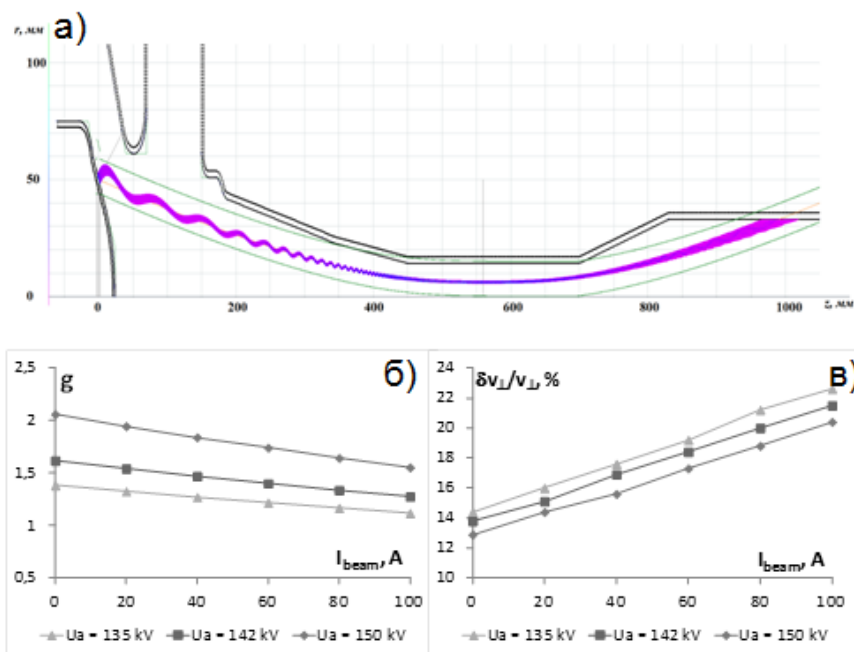 r, мм
а)
100
50
0
0
200
400
600
800
1000
z, мм
g
б)
2,5
2
1,5
1
0,5
0
20
40
60
80
100
I_beam, A
Ua = 135 kV
Ua = 142 kV
Ua = 150 kV
δv⊥/v⊥, %
в)
24
22
20
18
16
14
12
10
0
20
40
60
80
100
I_beam, A
Ua = 135 kV
Ua = 142 kV
Ua = 150 kV